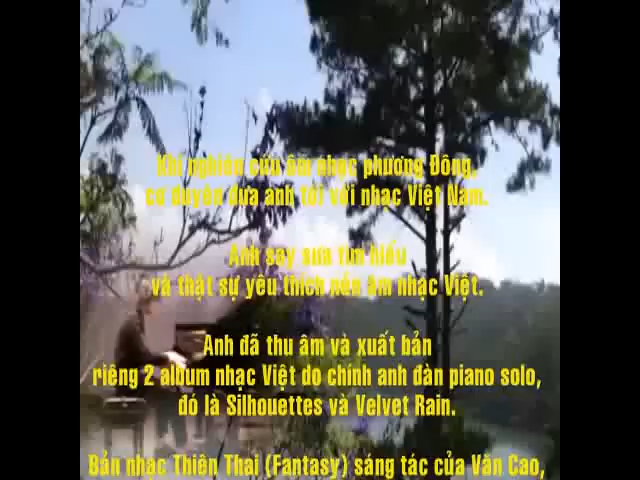 Khi nghiên cứu âm nhạc phương Đông,
cơ duyên đưa anh tới với nhạc Việt Nam.
Anh say sưa tìm hiểu
và thật sự yêu thích nền âm nhạc Việt.
Anh đã thu âm và xuất bản
riêng 2 album nhạc Việt do chính anh đàn piano solo,
đó là Silhouettes và Velvet Rain.
Bản nhạc Thiên Thai (Fantasy) sáng tác của Văn Cao,